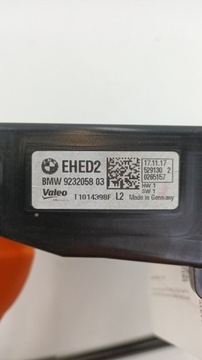 EHED2
BMW 9232058 03
Valeo
T1014398F L2
17.11.17
529130 2
0265157
HW 1
SW 1
Made in Germany